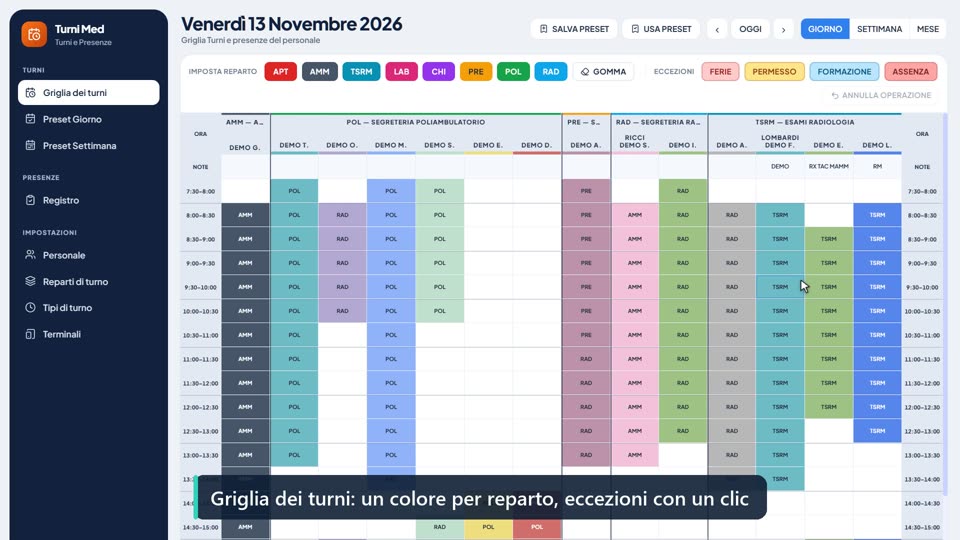 Turni Med
Turni e Presenze
TURNI
Griglia dei turni
Preset Giorno
Preset Settimana
PRESENZE
Registro
IMPOSTAZIONI
Personale
Reparti di turno
Tipi di turno
Terminali
Venerdì 13 Novembre 2026
Griglia Turni e presenze del personale
SALVA PRESET USA PRESET ‹ OGGI › GIORNO SETTIMANA MESE
IMPOSTA REPARTO APT AMM TSRM LAB CHI PRE POL RAD GOMMA ECCEZIONI FERIE PERMESSO FORMAZIONE ASSENZA
ANNULLA OPERAZIONE
AMM — A... POL — SEGRETERIA POLIAMBULATORIO PRE — S... RAD — SEGRETERIA RA... TSRM — ESAMI RADIOLOGIA
ORA DEMO G. DEMO T. DEMO O. DEMO M. DEMO S. DEMO E. DEMO D. DEMO A. RICCI DEMO S. DEMO I. DEMO A. LOMBARDI DEMO F. DEMO E. DEMO L. ORA
NOTE DEMO RX TAC MAMM RM NOTE
7:30–8:00 POL POL POL PRE RAD 7:30–8:00
8:00–8:30 AMM POL RAD POL POL PRE AMM RAD RAD TSRM TSRM 8:00–8:30
8:30–9:00 AMM POL RAD POL POL PRE AMM RAD RAD TSRM TSRM TSRM 8:30–9:00
9:00–9:30 AMM POL RAD POL POL PRE AMM RAD RAD TSRM TSRM TSRM 9:00–9:30
9:30–10:00 AMM POL RAD POL POL PRE AMM RAD RAD TSRM TSRM TSRM 9:30–10:00
10:00–10:30 AMM POL RAD POL POL PRE AMM RAD RAD TSRM TSRM TSRM 10:00–10:30
10:30–11:00 AMM POL POL PRE AMM RAD RAD TSRM TSRM TSRM 10:30–11:00
11:00–11:30 AMM POL POL RAD AMM RAD RAD TSRM TSRM TSRM 11:00–11:30
11:30–12:00 AMM POL POL RAD AMM RAD RAD TSRM TSRM TSRM 11:30–12:00
12:00–12:30 AMM POL POL RAD AMM RAD RAD TSRM TSRM TSRM 12:00–12:30
12:30–13:00 AMM POL POL RAD AMM RAD RAD TSRM TSRM 12:30–13:00
13:00–13:30 AMM POL POL RAD AMM RAD TSRM 13:00–13:30
RAD TSRM 13:30–14:00
Griglia dei turni: un colore per reparto, eccezioni con un clic
14:00–14:30
14:30–15:00 AMM RAD POL POL 14:30–15:00